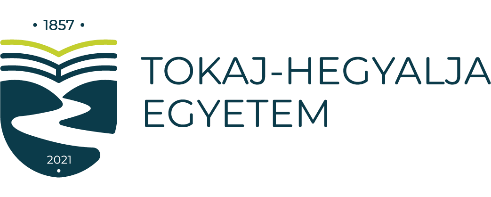 • 1857 •
TOKAJ-HEGYALJA
EGYETEM
2021